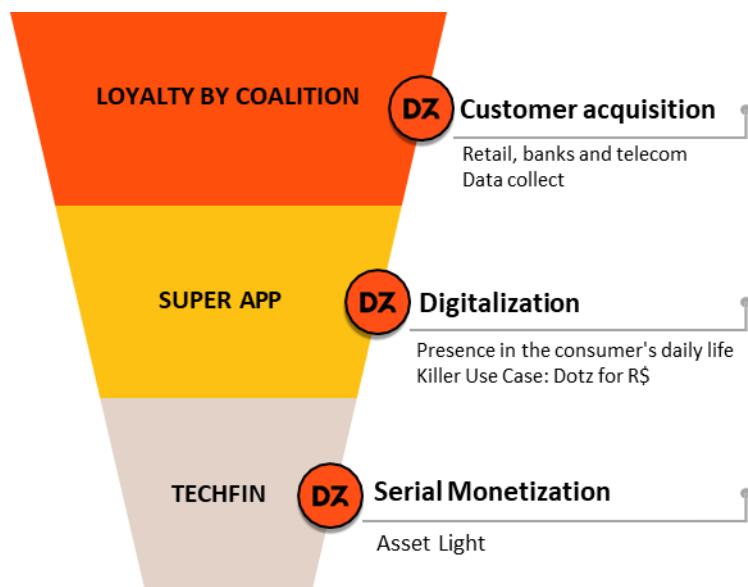 LOYALTY BY COALITION
DZ
Customer acquisition
Retail, banks and telecom
Data collect
SUPER APP
DZ
Digitalization
Presence in the consumer's daily life
Killer Use Case: Dotz for R$
TECHFIN
DZ
Serial Monetization
Asset Light